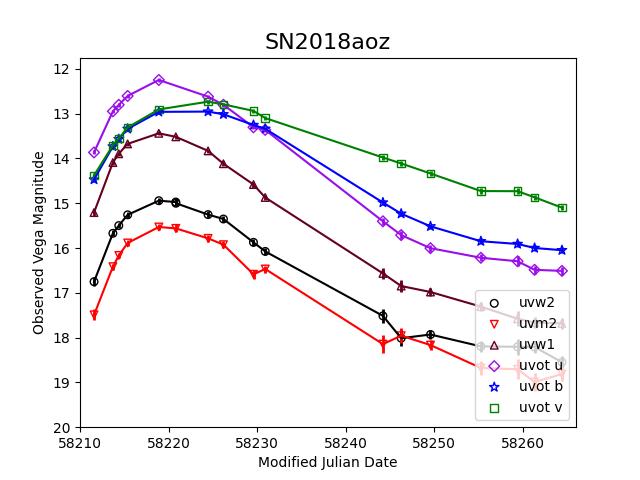 SN2018aoz
Observed Vega Magnitude
12
13
14
15
16
17
18
19
20
58210
58220
58230
58240
58250
58260
Modified Julian Date
uvw2
uvm2
uvw1
uvot u
uvot b
uvot v